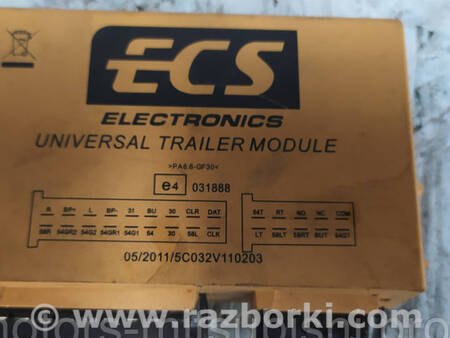 ECS
ELECTRONICS
UNIVERSAL TRAILER MODULE
>PA6.6-GF30<
e4 031888
R BP+ L BP- 31 BU 30 CLR DAT
58R 54GR2 54G2 54GR1 54G1 54 30 58L CLK
54T RT NO NC COM
LT 58LT 58RT BUT 54GT
05/2011/5C032V110203
www.razborki.com